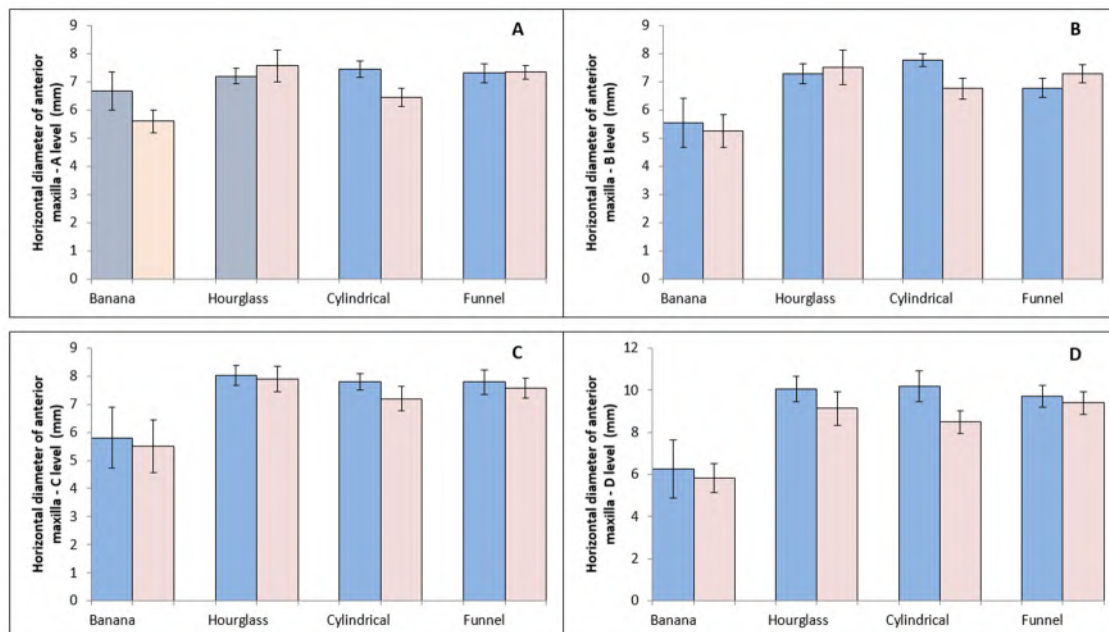 A
Horizontal diameter of anterior
maxilla - A level (mm)
9
8
7
6
5
4
3
2
1
0
Banana Hourglass Cylindrical Funnel
B
Horizontal diameter of anterior
maxilla - B level (mm)
9
8
7
6
5
4
3
2
1
0
Banana Hourglass Cylindrical Funnel
C
Horizontal diameter of anterior
maxilla - C level (mm)
9
8
7
6
5
4
3
2
1
0
Banana Hourglass Cylindrical Funnel
D
Horizontal diameter of anterior
maxilla - D level (mm)
12
10
8
6
4
2
0
Banana Hourglass Cylindrical Funnel